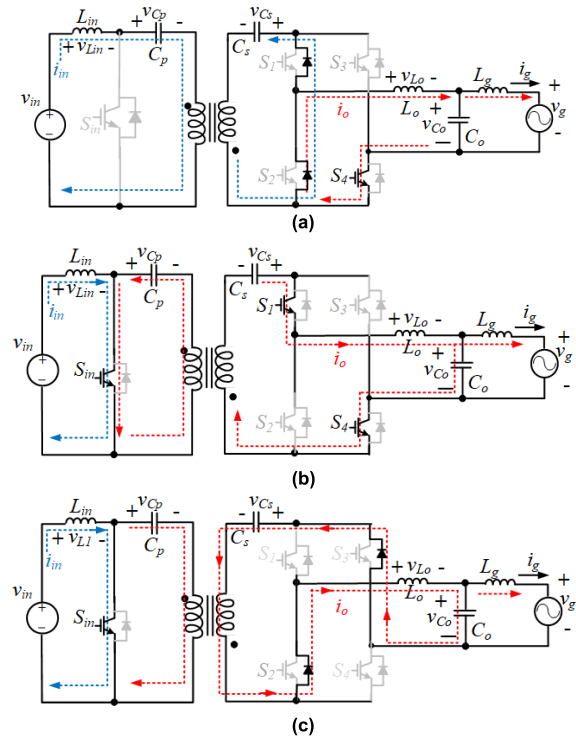 L_in + v_Cp - - v_Cs +
+ v_Lin - C_p C_s S_1 S_3 + v_Lo - L_g i_g
i_in L_o +
v_in S_in i_o + v_Co - C_o v_g
S_2 S_4
(a)
L_in + v_Cp - - v_Cs +
+ v_Lin - C_p C_s S_1 S_3 + v_Lo - L_g i_g
i_in L_o +
v_in S_in i_o + v_Co - C_o v_g
S_2 S_4
(b)
L_in + v_Cp - - v_Cs +
+ v_L1 - C_p C_s S_1 S_3 + v_Lo - L_g i_g
i_in L_o +
v_in S_in i_o + v_Co - C_o v_g
S_2 S_4
(c)